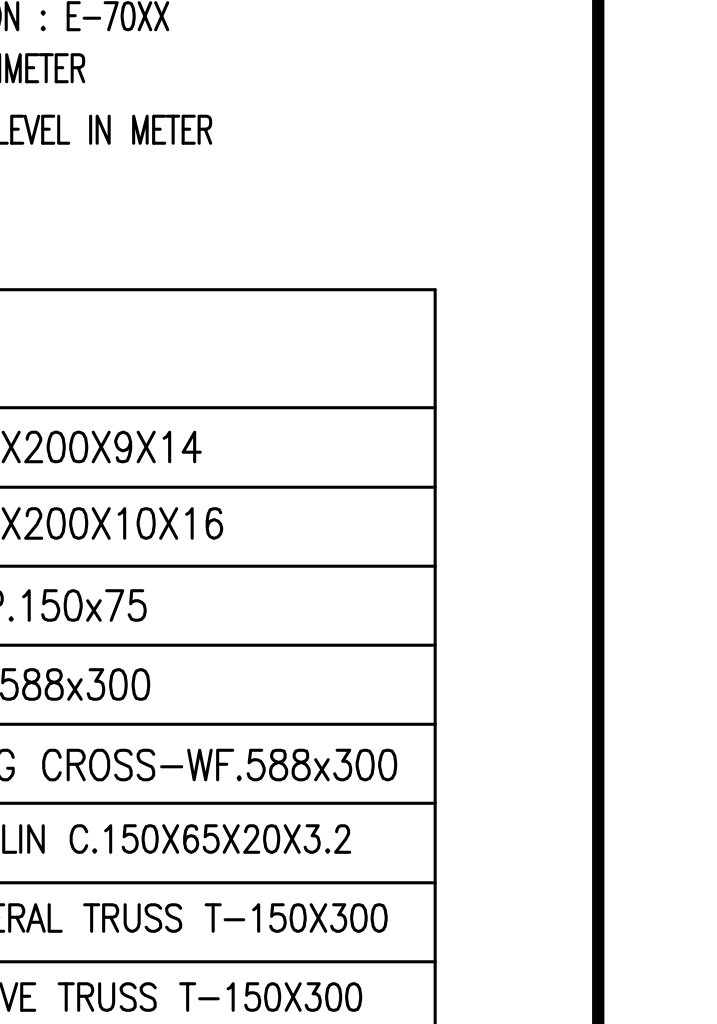 ON : E-70XX
IMETER
LEVEL IN METER
X200X9X14
X200X10X16
P.150x75
.588x300
G CROSS-WF.588x300
LIN C.150X65X20X3.2
ERAL TRUSS T-150X300
VE TRUSS T-150X300